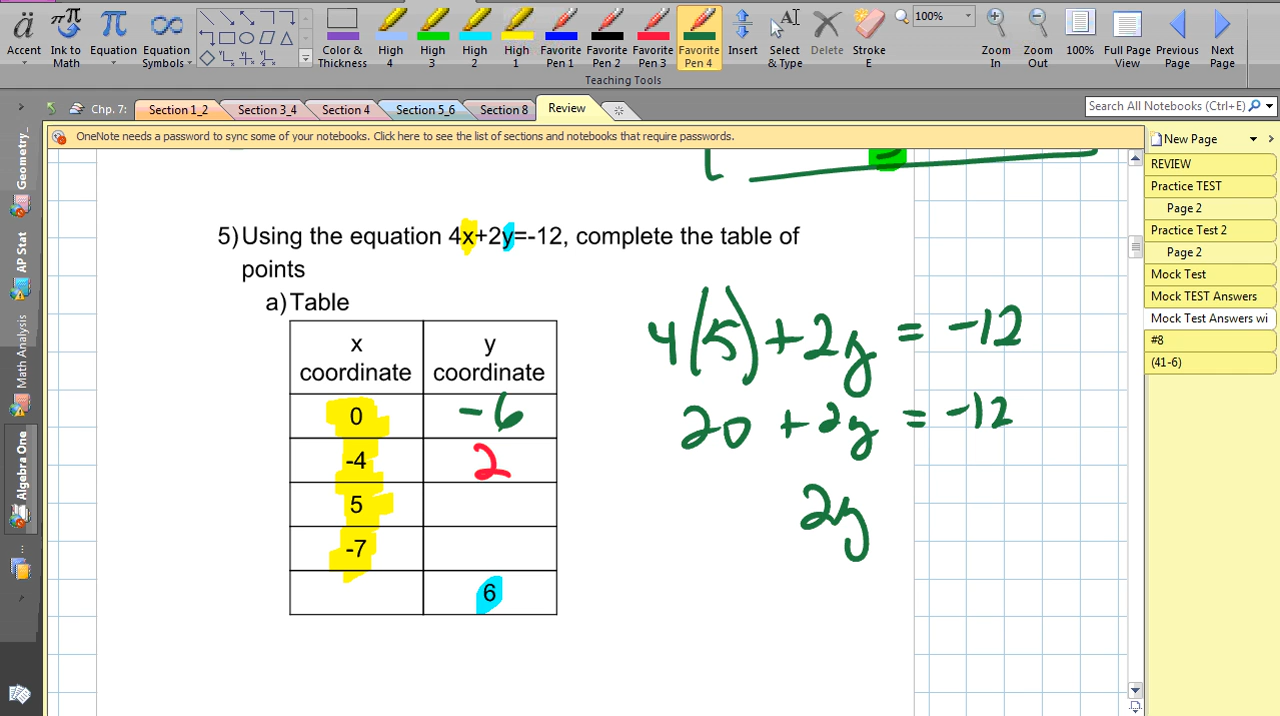 Accent
Ink to Math
Equation
Equation Symbols
Color & Thickness
High 4
High 3
High 2
High 1
Favorite Pen 1
Favorite Pen 2
Favorite Pen 3
Favorite Pen 4
Insert
Select & Type
Delete
Stroke E
100%
Zoom In
Zoom Out
100%
Full Page View
Previous Page
Next Page
Teaching Tools
Chp. 7:
Section 1_2
Section 3_4
Section 4
Section 5_6
Section 8
Review
Search All Notebooks (Ctrl+E)
OneNote needs a password to sync some of your notebooks. Click here to see the list of sections and notebooks that require passwords.
New Page
REVIEW
Practice TEST
Page 2
Practice Test 2
Page 2
Mock Test
Mock TEST Answers
Mock Test Answers wi
#8
(41-6)
Geometry...
AP Stat
Math Analysis
Algebra One
5) Using the equation 4x+2y=-12, complete the table of
points
a) Table
x coordinate y coordinate
0 -6
-4 2
5
-7
6
4(5) + 2y = -12
20 + 2y = -12
2y